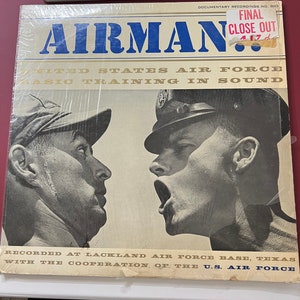 DOCUMENTARY RECORDING NO.
FINAL
CLOSE OUT
AIRMAN!
UNITED STATES AIR FORCE
BASIC TRAINING IN SOUND
RECORDED AT LACKLAND AIR FORCE BASE, TEXAS
WITH THE COOPERATION OF THE U.S. AIR FORCE